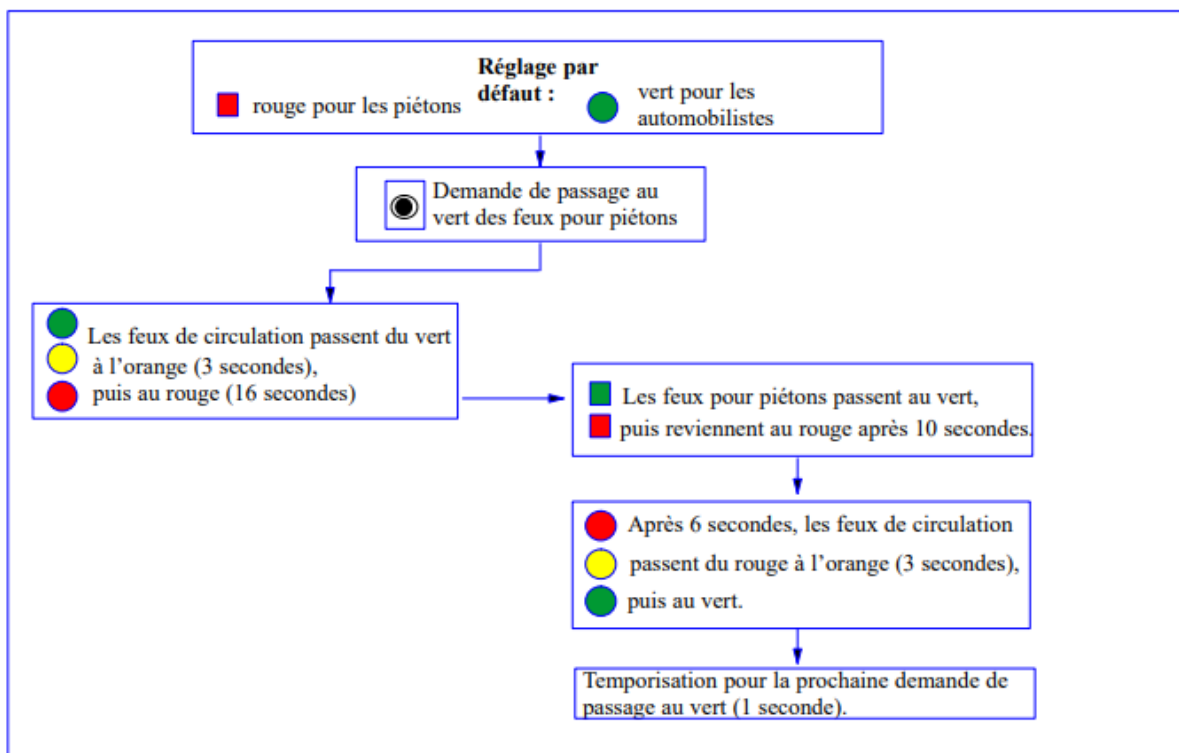 Réglage par
défaut :
rouge pour les piétons
vert pour les
automobilistes
Demande de passage au
vert des feux pour piétons
Les feux de circulation passent du vert
à l’orange (3 secondes),
puis au rouge (16 secondes)
Les feux pour piétons passent au vert,
puis reviennent au rouge après 10 secondes.
Après 6 secondes, les feux de circulation
passent du rouge à l’orange (3 secondes),
puis au vert.
Temporisation pour la prochaine demande de
passage au vert (1 seconde).